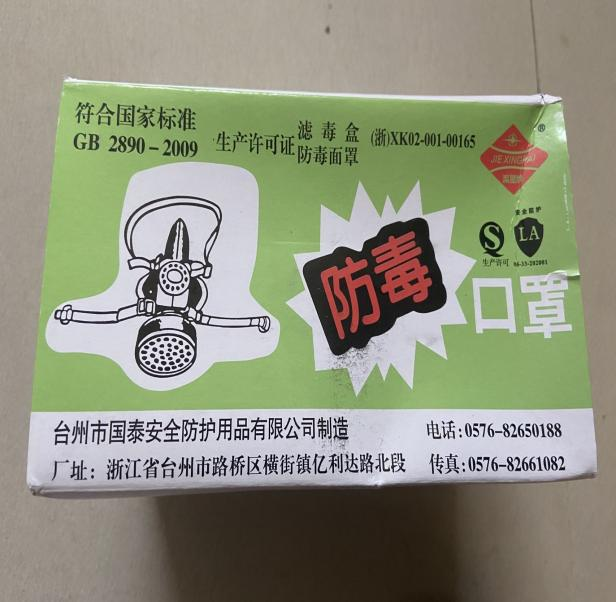 符合国家标准
GB 2890-2009
生产许可证
滤毒盒
防毒面罩
(浙)XK02-001-00165
®
JIE XING
QS
生产许可
安全防护
LA
06-33-202001
防毒
口罩
台州市国泰安全防护用品有限公司制造
电话:0576-82650188
厂址:浙江省台州市路桥区横街镇亿利达路北段
传真:0576-82661082